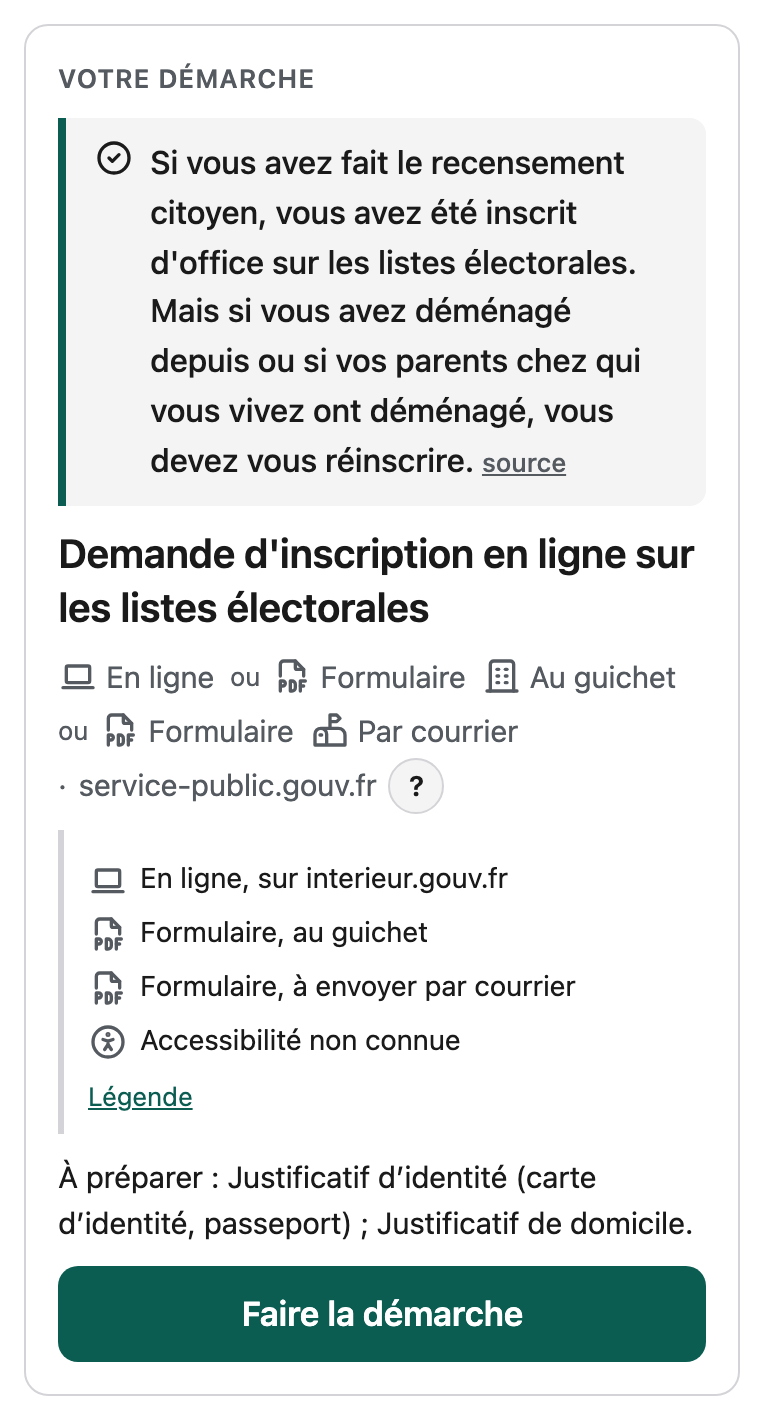 VOTRE DÉMARCHE
Si vous avez fait le recensement
citoyen, vous avez été inscrit
d'office sur les listes électorales.
Mais si vous avez déménagé
depuis ou si vos parents chez qui
vous vivez ont déménagé, vous
devez vous réinscrire. source
Demande d'inscription en ligne sur
les listes électorales
En ligne ou PDF Formulaire Au guichet
ou PDF Formulaire Par courrier
· service-public.gouv.fr ?
En ligne, sur interieur.gouv.fr
PDF Formulaire, au guichet
PDF Formulaire, à envoyer par courrier
Accessibilité non connue
Légende
À préparer : Justificatif d’identité (carte
d’identité, passeport) ; Justificatif de domicile.
Faire la démarche